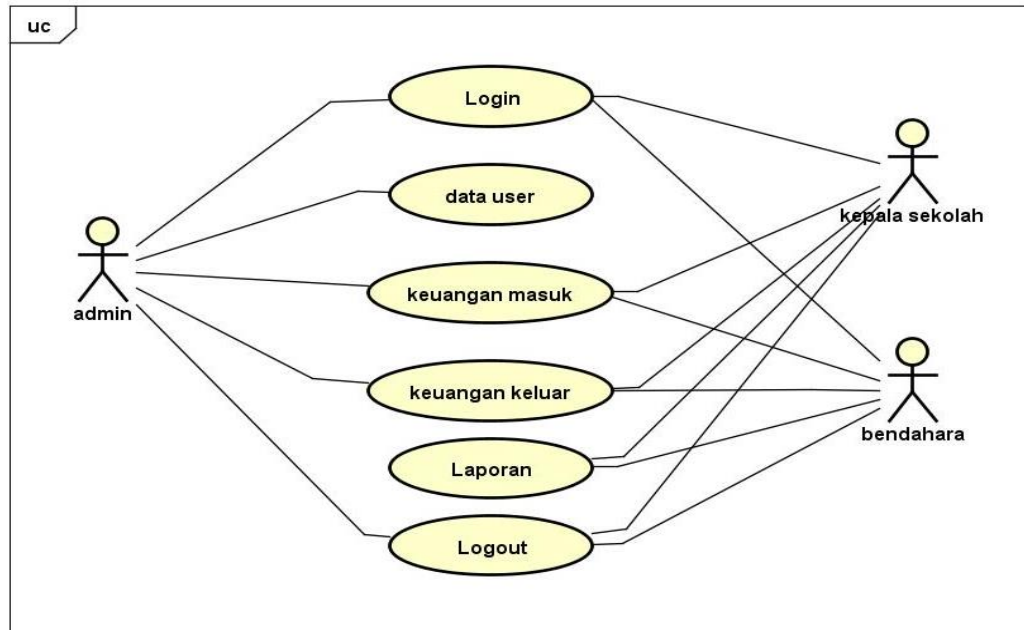 uc
Login
data user
keuangan masuk
keuangan keluar
Laporan
Logout
admin
kepala sekolah
bendahara